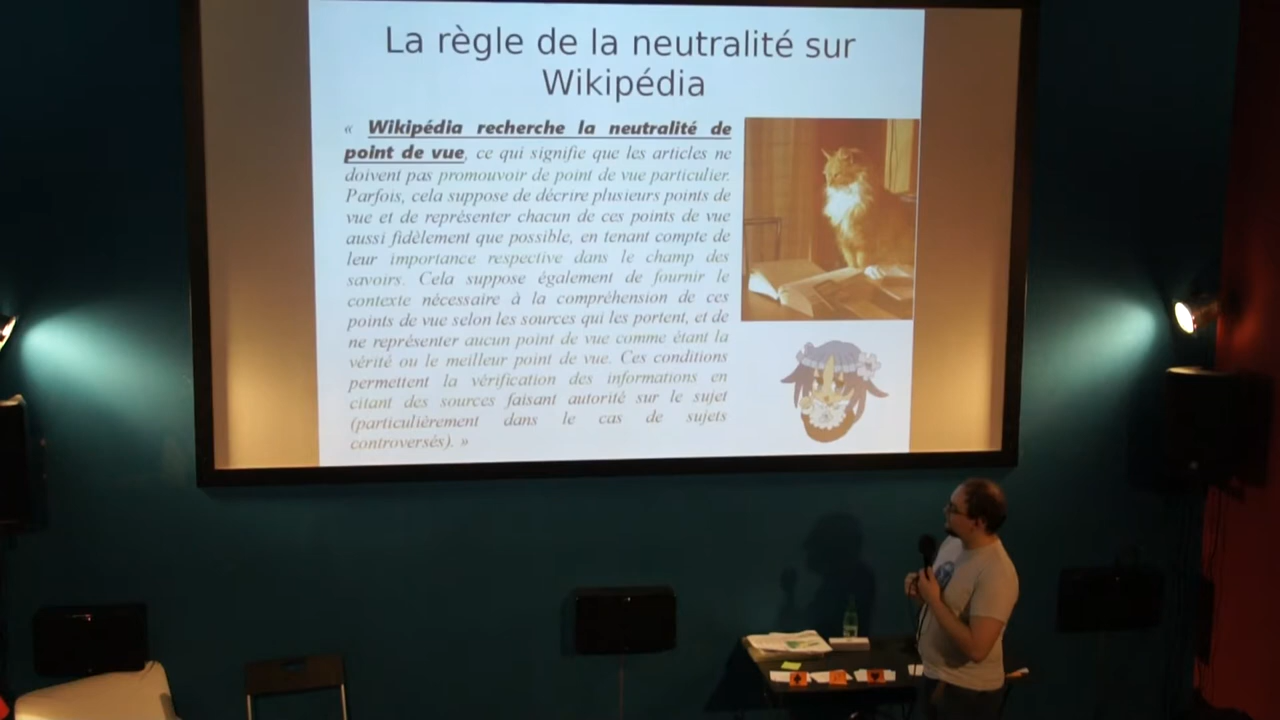 La règle de la neutralité sur
Wikipédia
« Wikipédia recherche la neutralité de
point de vue, ce qui signifie que les articles ne
doivent pas promouvoir de point de vue particulier.
Parfois, cela suppose de décrire plusieurs points de
vue et de représenter chacun de ces points de vue
aussi fidèlement que possible, en tenant compte de
leur importance respective dans le champ des
savoirs. Cela suppose également de fournir le
contexte nécessaire à la compréhension de ces
points de vue selon les sources qui les portent, et de
ne représenter aucun point de vue comme étant la
vérité ou le meilleur point de vue. Ces conditions
permettent la vérification des informations en
citant des sources faisant autorité sur le sujet
(particulièrement dans le cas de sujets
controversés). »